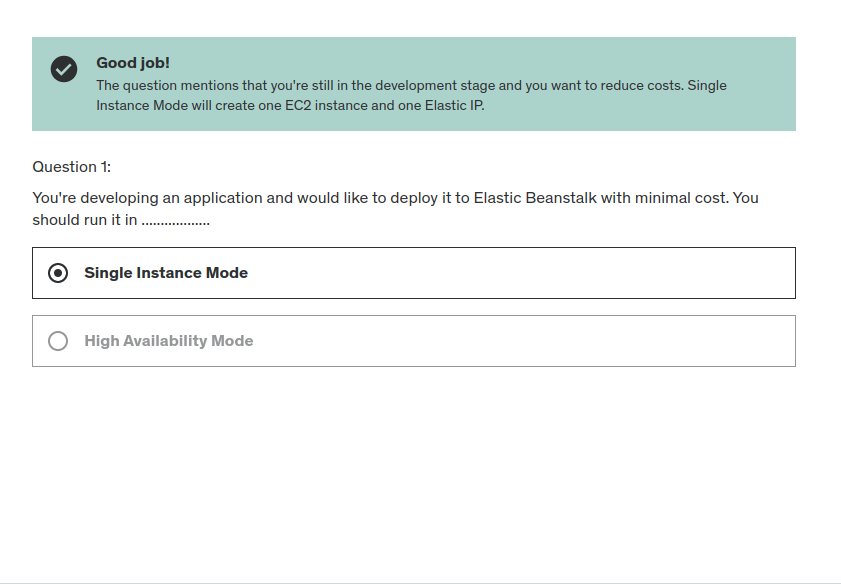 Good job!
The question mentions that you're still in the development stage and you want to reduce costs. Single
Instance Mode will create one EC2 instance and one Elastic IP.
Question 1:
You're developing an application and would like to deploy it to Elastic Beanstalk with minimal cost. You
should run it in ..................
Single Instance Mode
High Availability Mode